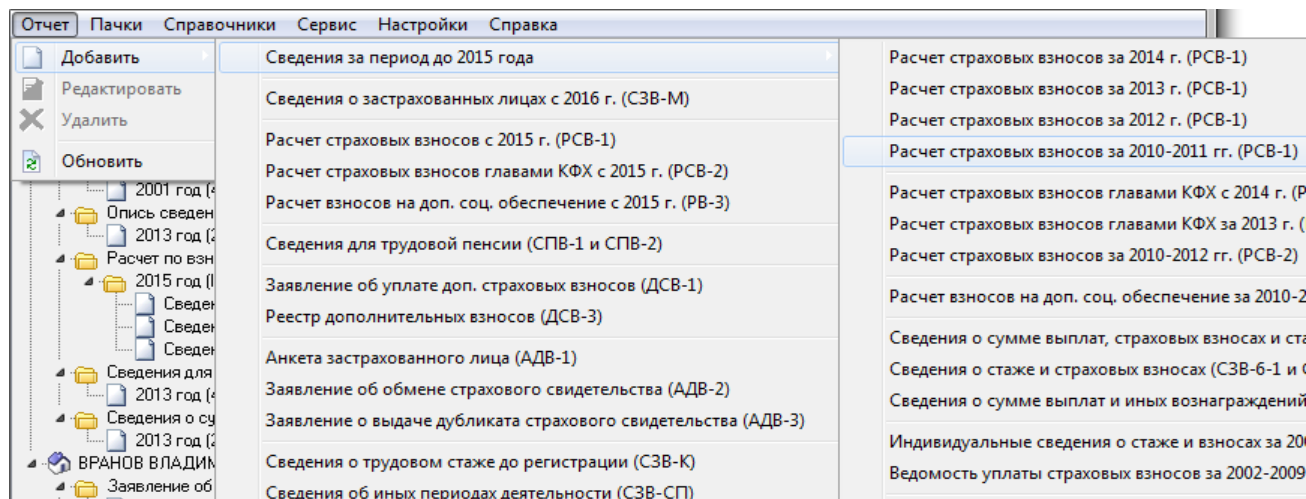 Отчет Пачки Справочники Сервис Настройки Справка
Добавить
Редактировать
Удалить
Обновить
2001 год (
Опись сведен
2013 год (
Расчет по взн
2015 год (
Сведен
Сведен
Сведен
Сведения для
2013 год (
Сведения о су
2013 год (
ВРАНОВ ВЛАДИМ
Заявление об
Сведения за период до 2015 года
Сведения о застрахованных лицах с 2016 г. (СЗВ-М)
Расчет страховых взносов с 2015 г. (РСВ-1)
Расчет страховых взносов главами КФХ с 2015 г. (РСВ-2)
Расчет взносов на доп. соц. обеспечение с 2015 г. (РВ-3)
Сведения для трудовой пенсии (СПВ-1 и СПВ-2)
Заявление об уплате доп. страховых взносов (ДСВ-1)
Реестр дополнительных взносов (ДСВ-3)
Анкета застрахованного лица (АДВ-1)
Заявление об обмене страхового свидетельства (АДВ-2)
Заявление о выдаче дубликата страхового свидетельства (АДВ-3)
Сведения о трудовом стаже до регистрации (СЗВ-К)
Сведения об иных периодах деятельности (СЗВ-СП)
Расчет страховых взносов за 2014 г. (РСВ-1)
Расчет страховых взносов за 2013 г. (РСВ-1)
Расчет страховых взносов за 2012 г. (РСВ-1)
Расчет страховых взносов за 2010-2011 гг. (РСВ-1)
Расчет страховых взносов главами КФХ с 2014 г. (Р
Расчет страховых взносов главами КФХ за 2013 г. (
Расчет страховых взносов за 2010-2012 гг. (РСВ-2)
Расчет взносов на доп. соц. обеспечение за 2010-2
Сведения о сумме выплат, страховых взносах и ста
Сведения о стаже и страховых взносах (СЗВ-6-1 и
Сведения о сумме выплат и иных вознаграждений
Индивидуальные сведения о стаже и взносах за 20
Ведомость уплаты страховых взносов за 2002-2009